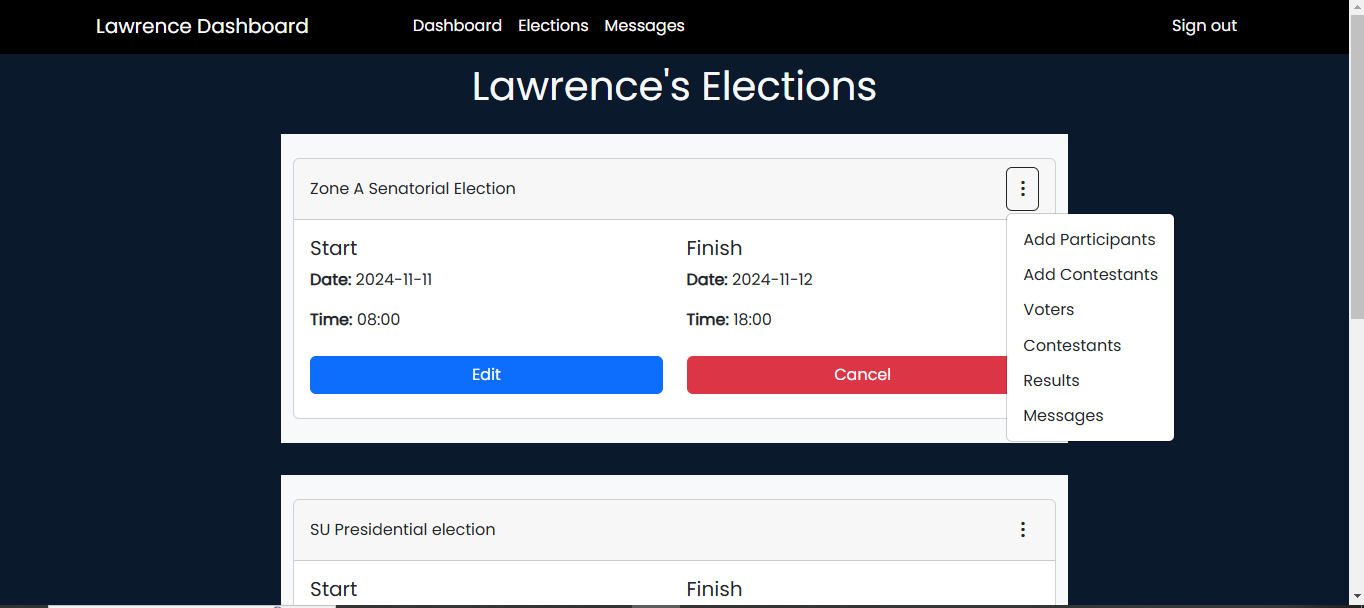 Lawrence Dashboard Dashboard Elections Messages Sign out
Lawrence's Elections
Zone A Senatorial Election
Start
Date: 2024-11-11
Time: 08:00
Edit
Finish
Date: 2024-11-12
Time: 18:00
Cancel
Add Participants
Add Contestants
Voters
Contestants
Results
Messages
SU Presidential election
Start
Finish